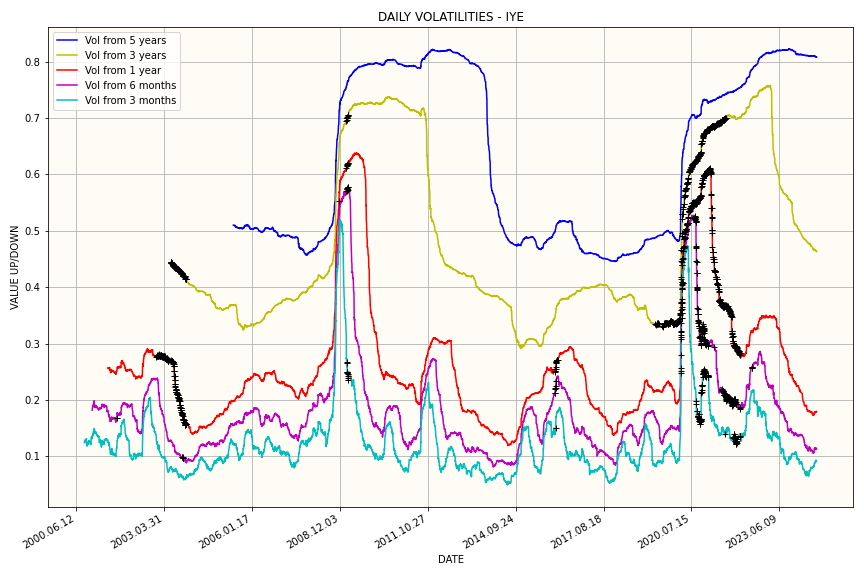 DAILY VOLATILITIES - IYE
Vol from 5 years
Vol from 3 years
Vol from 1 year
Vol from 6 months
Vol from 3 months
VALUE UP/DOWN
0.8
0.7
0.6
0.5
0.4
0.3
0.2
0.1
2000.06.12
2003.03.31
2006.01.17
2008.12.03
2011.10.27
2014.09.24
2017.08.18
2020.07.15
2023.06.09
DATE